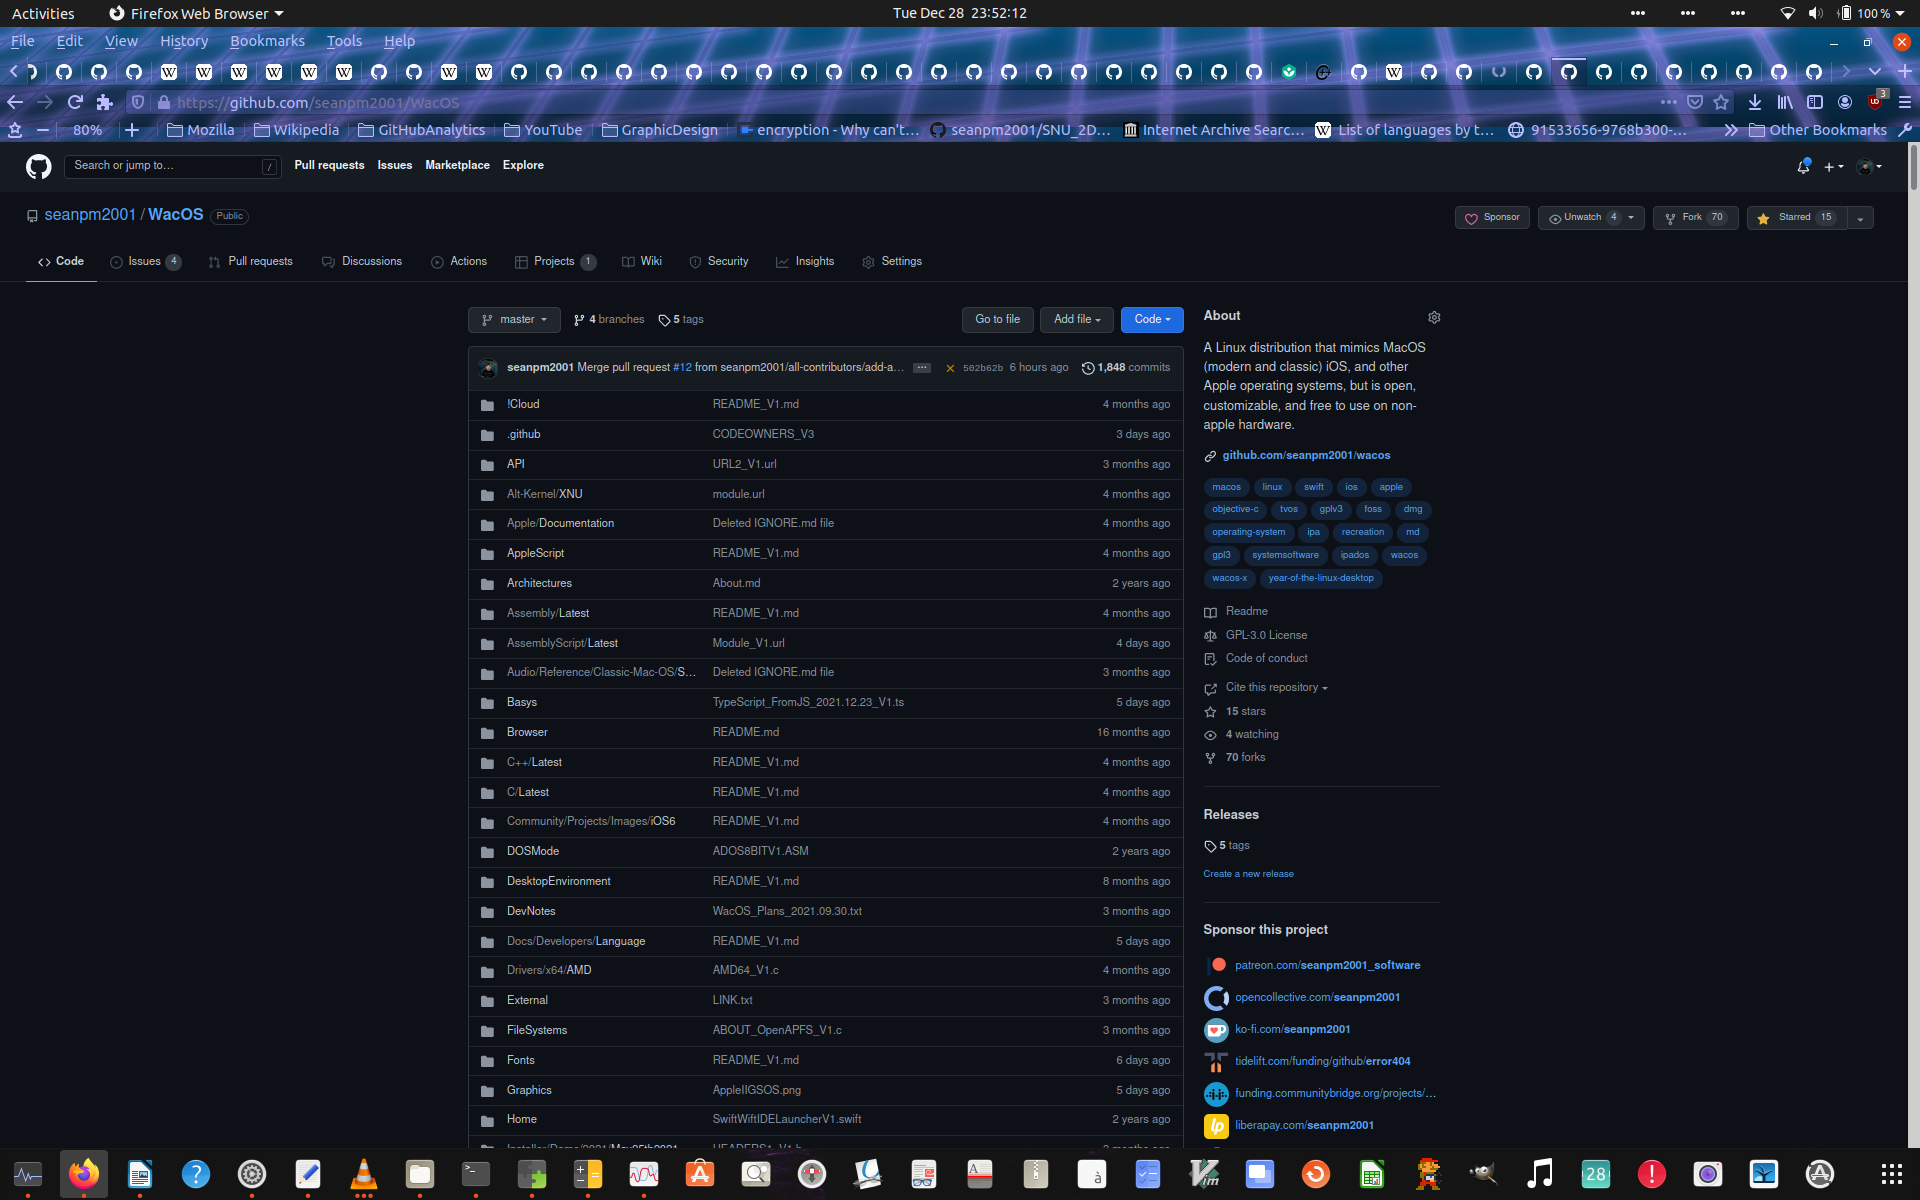 Activities Firefox Web Browser Tue Dec 28 23:52:12 100 %
File Edit View History Bookmarks Tools Help
https://github.com/seanpm2001/WacOS 3
80% Mozilla Wikipedia GitHubAnalytics YouTube GraphicDesign encryption - Why can't… seanpm2001/SNU_2D… Internet Archive Searc… List of languages by t… 91533656-9768b300-… Other Bookmarks
Search or jump to… / Pull requests Issues Marketplace Explore
seanpm2001 / WacOS Public Sponsor Unwatch 4 Fork 70 Starred 15
Code Issues 4 Pull requests Discussions Actions Projects 1 Wiki Security Insights Settings
master 4 branches 5 tags Go to file Add file Code
seanpm2001 Merge pull request #12 from seanpm2001/all-contributors/add-a… 502b62b 6 hours ago 1,848 commits
!Cloud README_V1.md 4 months ago
.github CODEOWNERS_V3 3 days ago
API URL2_V1.url 3 months ago
Alt-Kernel/XNU module.url 4 months ago
Apple/Documentation Deleted IGNORE.md file 4 months ago
AppleScript README_V1.md 4 months ago
Architectures About.md 2 years ago
Assembly/Latest README_V1.md 4 months ago
AssemblyScript/Latest Module_V1.url 4 days ago
Audio/Reference/Classic-Mac-OS/S… Deleted IGNORE.md file 3 months ago
Basys TypeScript_FromJS_2021.12.23_V1.ts 5 days ago
Browser README.md 16 months ago
C++/Latest README_V1.md 4 months ago
C/Latest README_V1.md 4 months ago
Community/Projects/Images/iOS6 README_V1.md 4 months ago
DOSMode ADOS8BITV1.ASM 2 years ago
DesktopEnvironment README_V1.md 8 months ago
DevNotes WacOS_Plans_2021.09.30.txt 3 months ago
Docs/Developers/Language README_V1.md 5 days ago
Drivers/x64/AMD AMD64_V1.c 4 months ago
External LINK.txt 3 months ago
FileSystems ABOUT_OpenAPFS_V1.c 3 months ago
Fonts README_V1.md 6 days ago
Graphics AppleIIGSOS.png 5 days ago
Home SwiftWiftIDELauncherV1.swift 2 years ago
About
A Linux distribution that mimics MacOS
(modern and classic) iOS, and other
Apple operating systems, but is open,
customizable, and free to use on non-
apple hardware.
github.com/seanpm2001/wacos
macos linux swift ios apple
objective-c tvos gplv3 foss dmg
operating-system ipa recreation md
gpl3 systemsoftware ipados wacos
wacos-x year-of-the-linux-desktop
Readme
GPL-3.0 License
Code of conduct
Cite this repository
15 stars
4 watching
70 forks
Releases
5 tags
Create a new release
Sponsor this project
patreon.com/seanpm2001_software
opencollective.com/seanpm2001
ko-fi.com/seanpm2001
tidelift.com/funding/github/error404
funding.communitybridge.org/projects/…
liberapay.com/seanpm2001
28